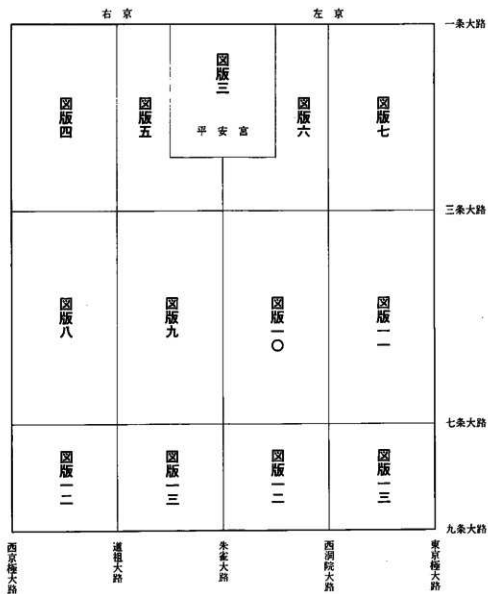 右京
左京
一条大路
図版三
平安宮
図版四
図版五
図版六
図版七
三条大路
図版八
図版九
図版一〇
図版一一
七条大路
図版一二
図版一三
図版一二
図版一三
九条大路
西京極大路
道祖大路
朱雀大路
西洞院大路
東京極大路